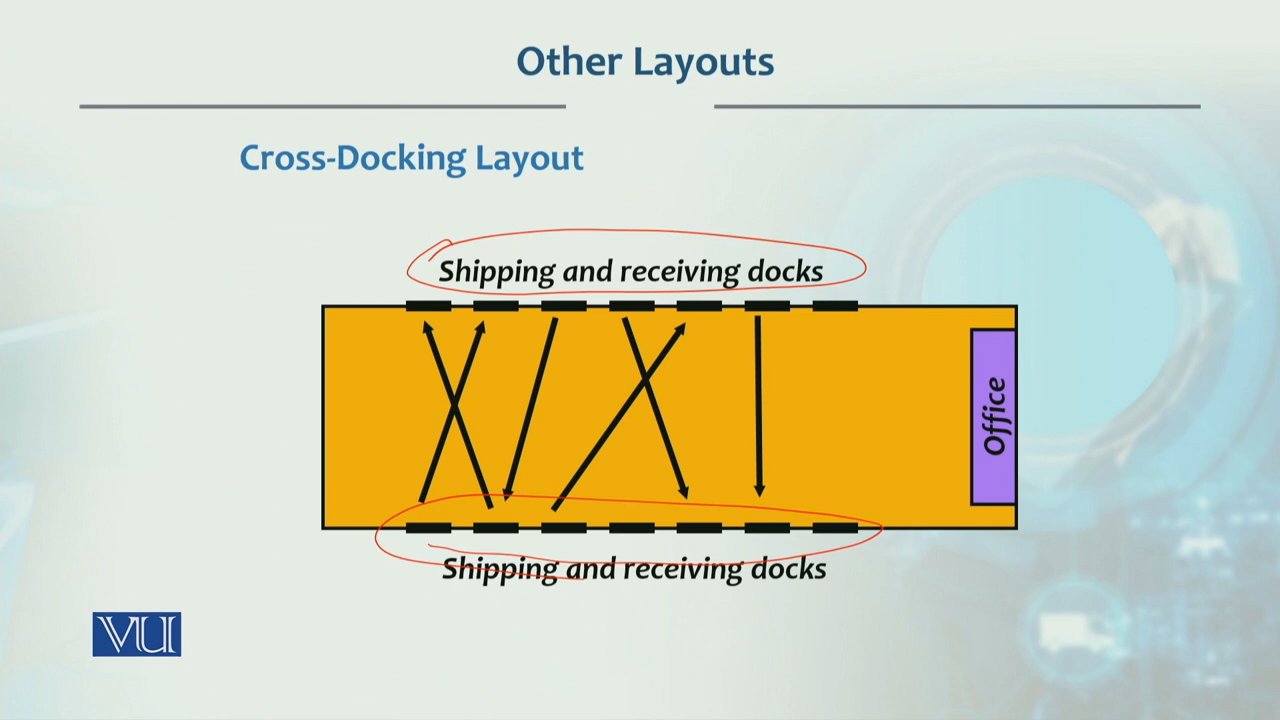 Other Layouts
Cross-Docking Layout
Shipping and receiving docks
Office
Shipping and receiving docks
VU